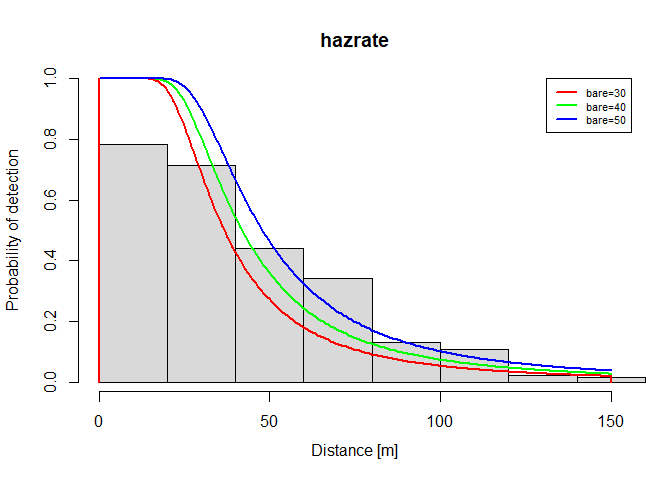 hazrate
bare=30
bare=40
bare=50
Probability of detection
1.0
0.8
0.6
0.4
0.2
0.0
0 50 100 150
Distance [m]